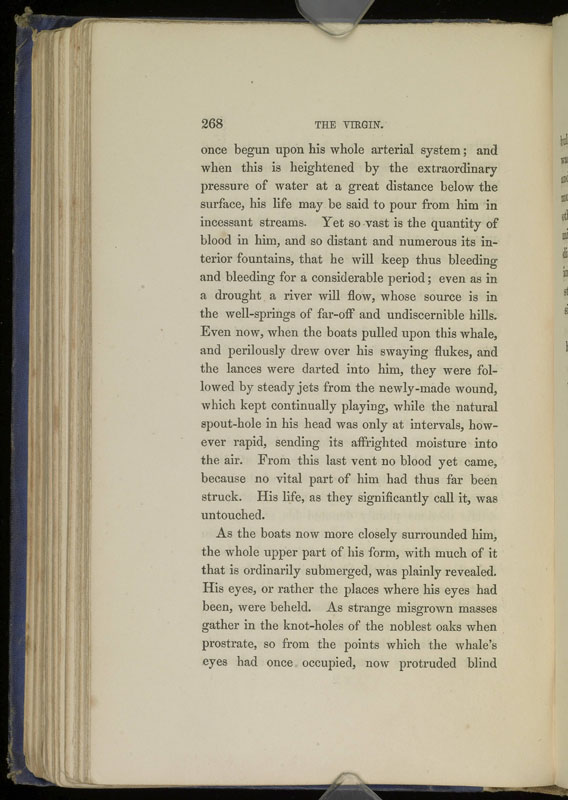 268 THE VIRGIN.
once begun upon his whole arterial system; and
when this is heightened by the extraordinary
pressure of water at a great distance below the
surface, his life may be said to pour from him in
incessant streams. Yet so vast is the quantity of
blood in him, and so distant and numerous its in-
terior fountains, that he will keep thus bleeding
and bleeding for a considerable period; even as in
a drought a river will flow, whose source is in
the well-springs of far-off and undiscernible hills.
Even now, when the boats pulled upon this whale,
and perilously drew over his swaying flukes, and
the lances were darted into him, they were fol-
lowed by steady jets from the newly-made wound,
which kept continually playing, while the natural
spout-hole in his head was only at intervals, how-
ever rapid, sending its affrighted moisture into
the air. From this last vent no blood yet came,
because no vital part of him had thus far been
struck. His life, as they significantly call it, was
untouched.
As the boats now more closely surrounded him,
the whole upper part of his form, with much of it
that is ordinarily submerged, was plainly revealed.
His eyes, or rather the places where his eyes had
been, were beheld. As strange misgrown masses
gather in the knot-holes of the noblest oaks when
prostrate, so from the points which the whale's
eyes had once occupied, now protruded blind